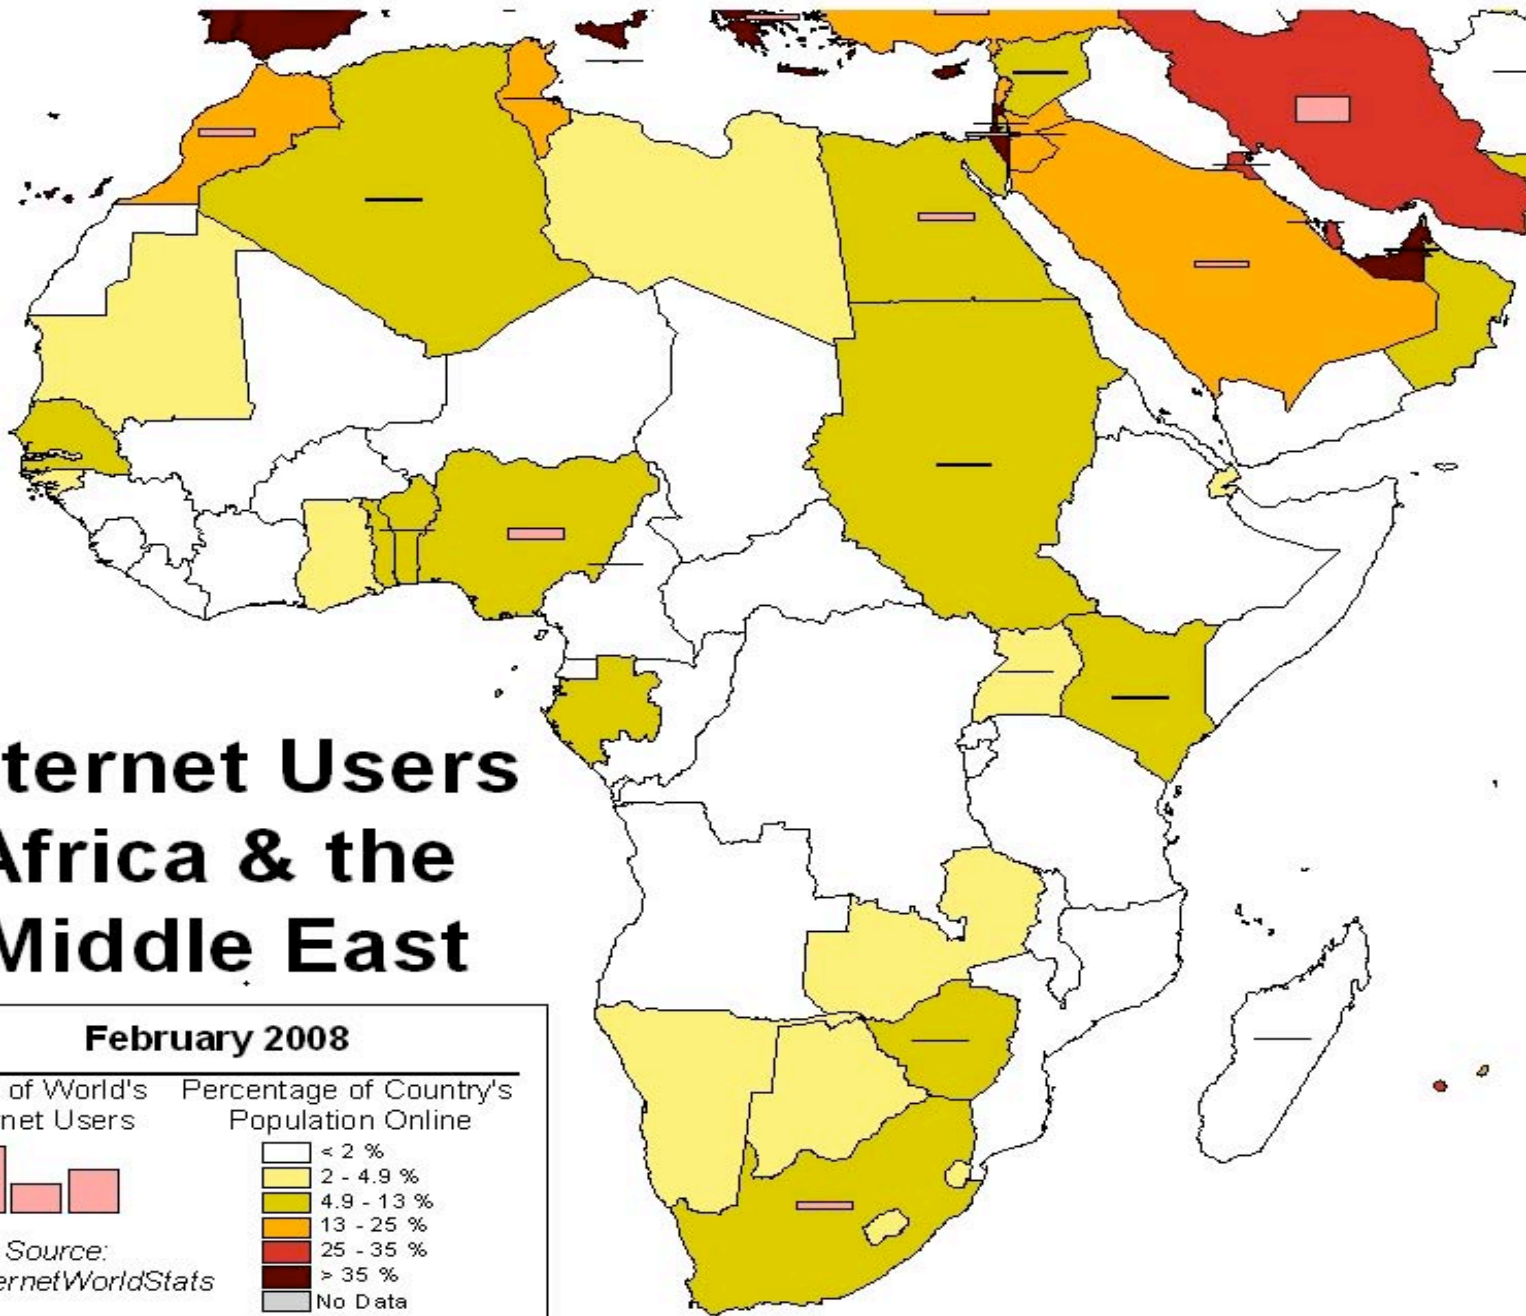 ternet Users
Africa & the
Middle East
February 2008
of World's
net Users
Source:
ernetWorldStats
Percentage of Country's
Population Online
< 2 %
2 - 4.9 %
4.9 - 13 %
13 - 25 %
25 - 35 %
> 35 %
No Data